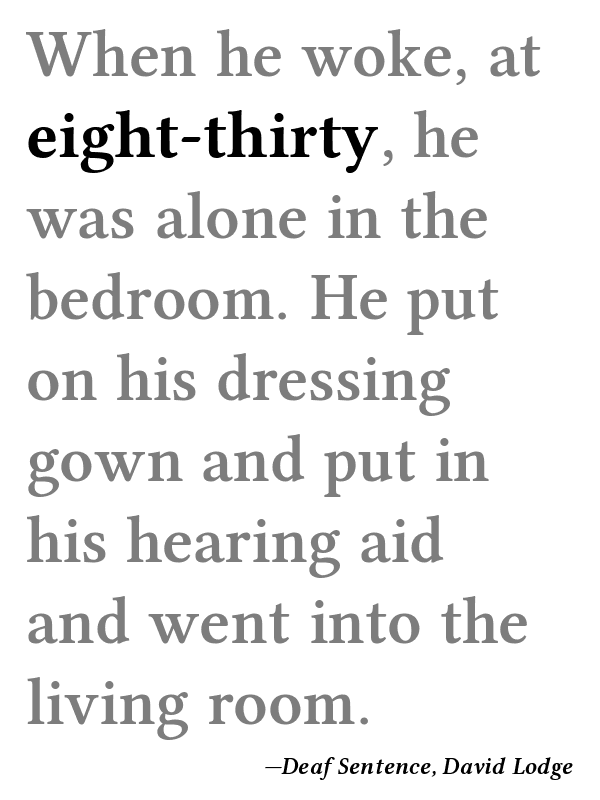 When he woke, at
eight-thirty, he
was alone in the
bedroom. He put
on his dressing
gown and put in
his hearing aid
and went into the
living room.
—Deaf Sentence, David Lodge